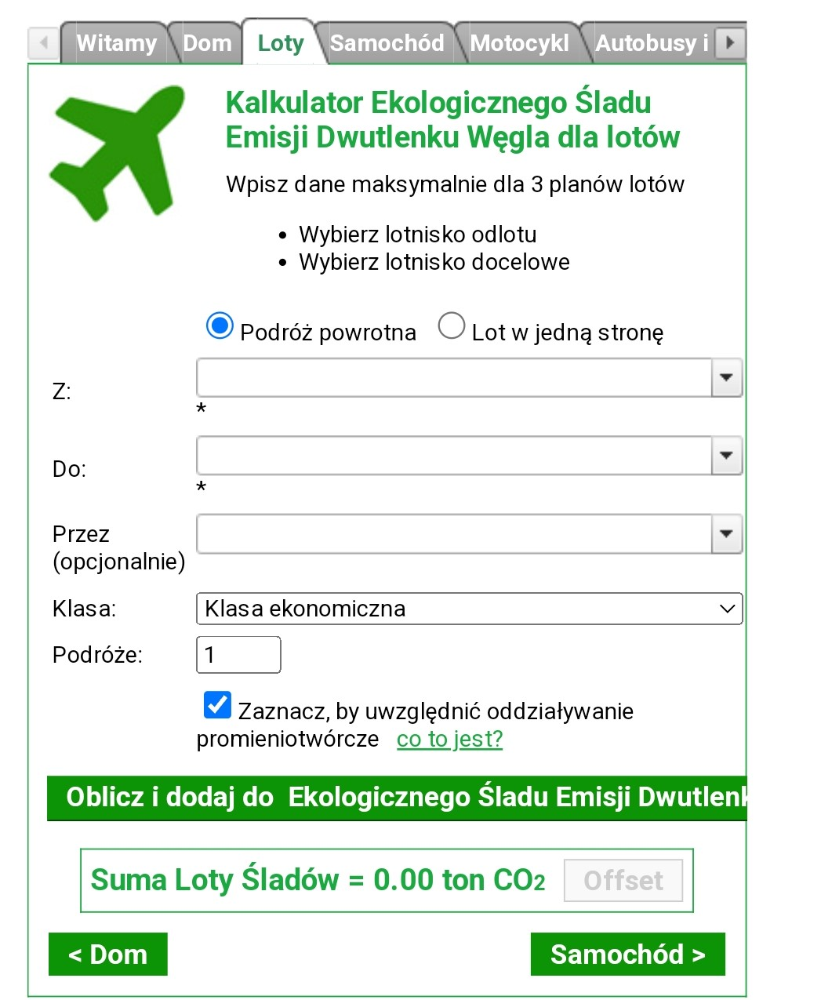 Witamy Dom Loty Samochód Motocykl Autobusy i
Kalkulator Ekologicznego Śladu
Emisji Dwutlenku Węgla dla lotów
Wpisz dane maksymalnie dla 3 planów lotów
• Wybierz lotnisko odlotu
• Wybierz lotnisko docelowe
Podróż powrotna Lot w jedną stronę
Z:
*
Do:
*
Przez
(opcjonalnie)
Klasa: Klasa ekonomiczna
Podróże: 1
Zaznacz, by uwzględnić oddziaływanie
promieniotwórcze co to jest?
Oblicz i dodaj do Ekologicznego Śladu Emisji Dwutlenk
Suma Loty Śladów = 0.00 ton CO2 Offset
< Dom Samochód >